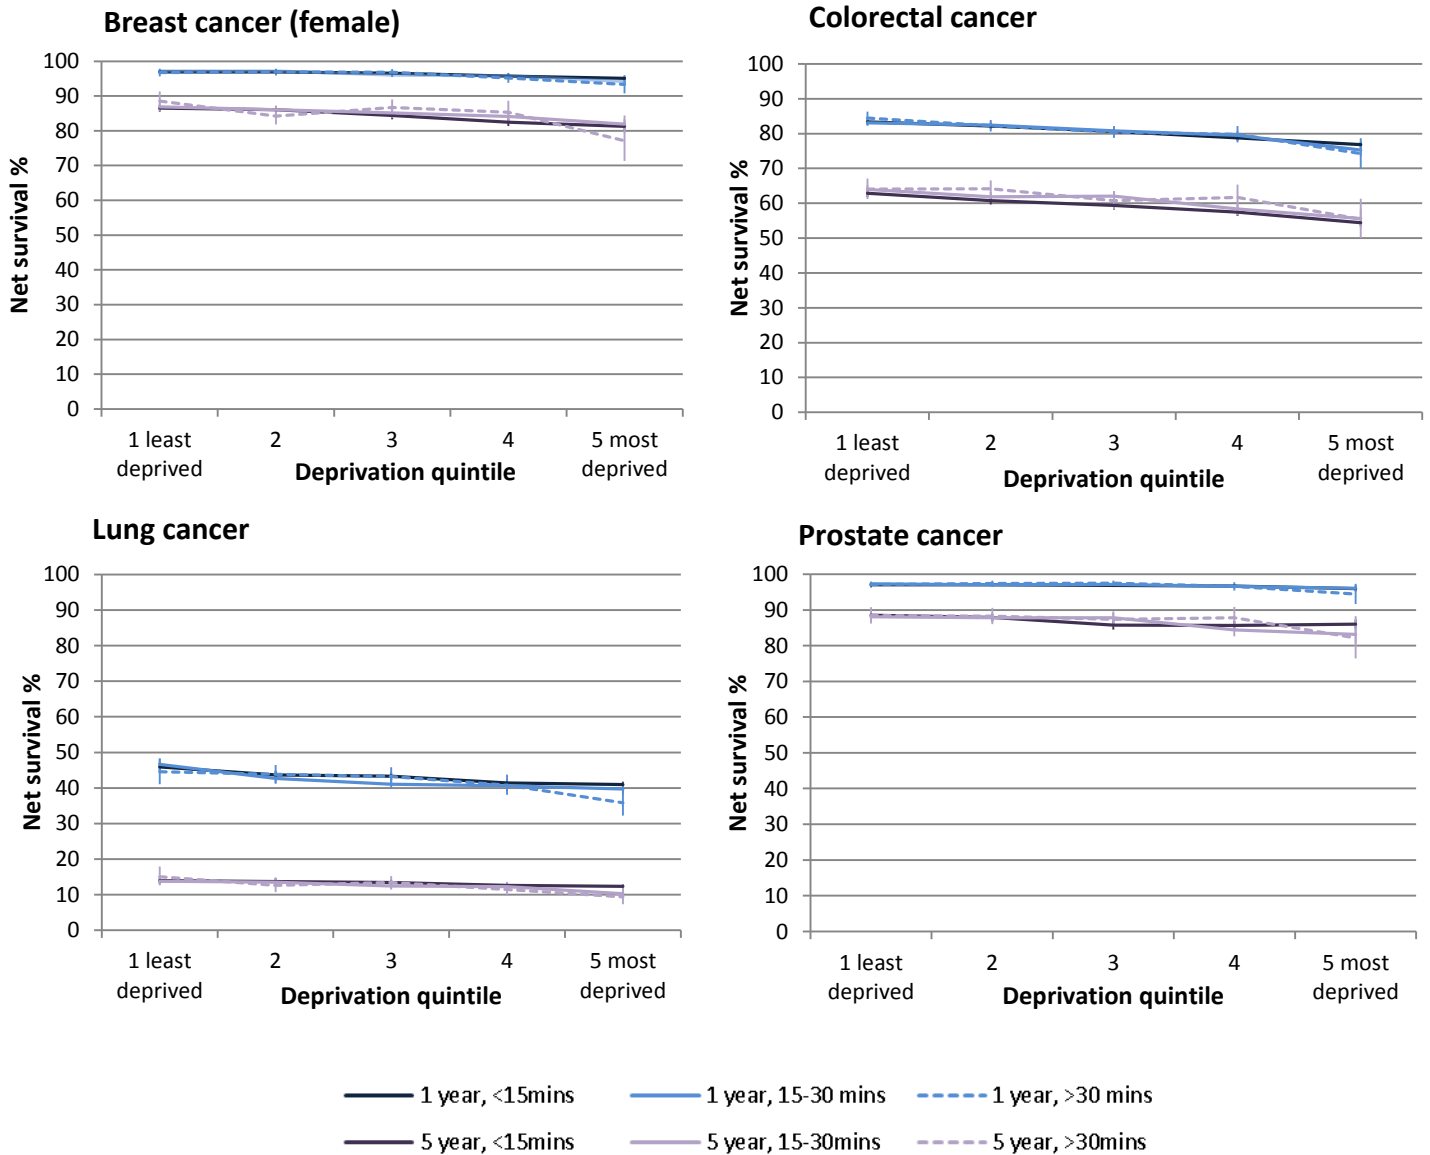 Breast cancer (female)
Net survival %
100
90
80
70
60
50
40
30
20
10
0
1 least deprived
2
3
4
5 most deprived
Deprivation quintile
Colorectal cancer
Net survival %
100
90
80
70
60
50
40
30
20
10
0
1 least deprived
2
3
4
5 most deprived
Deprivation quintile
Lung cancer
Net survival %
100
90
80
70
60
50
40
30
20
10
0
1 least deprived
2
3
4
5 most deprived
Deprivation quintile
Prostate cancer
Net survival %
100
90
80
70
60
50
40
30
20
10
0
1 least deprived
2
3
4
5 most deprived
Deprivation quintile
1 year, <15mins
1 year, 15-30 mins
1 year, >30 mins
5 year, <15mins
5 year, 15-30mins
5 year, >30mins